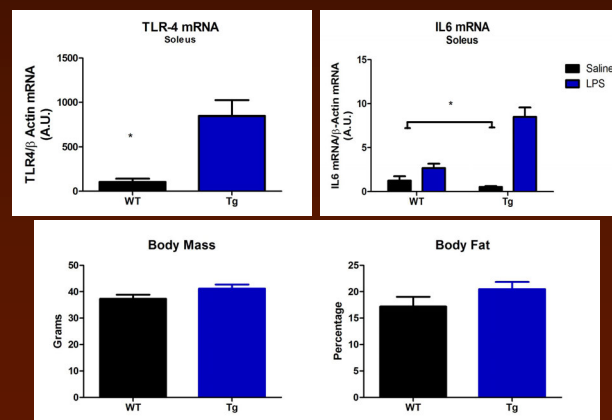 TLR-4 mRNA
Soleus
TLR4/β Actin mRNA
(A.U.)
1500
1000
500
0
*
WT
Tg
IL6 mRNA
Soleus
IL6 mRNA/β-Actin mRNA
(A.U.)
15
10
5
0
*
WT
Tg
Saline
LPS
Body Mass
Grams
50
40
30
20
10
0
WT
Tg
Body Fat
Percentage
25
20
15
10
5
0
WT
Tg